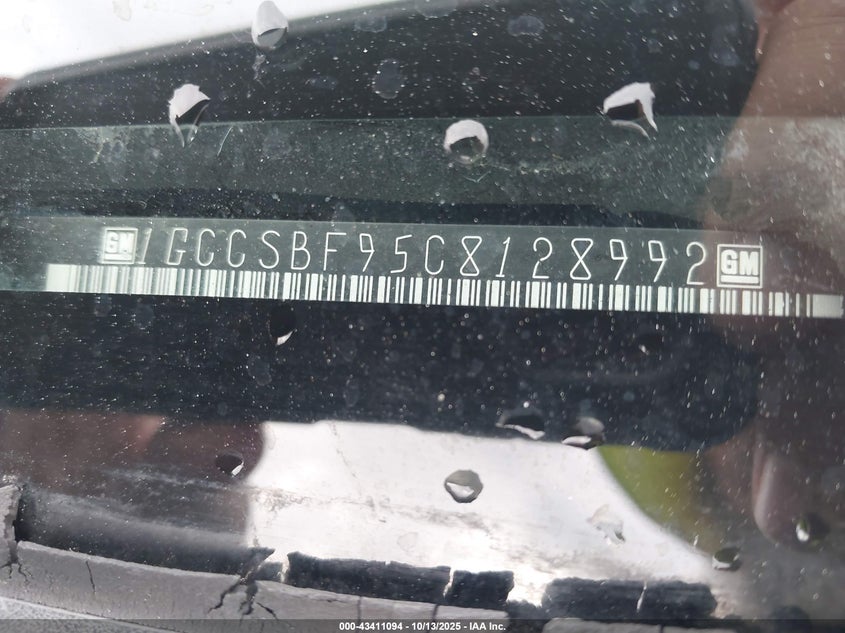 GM 1GCCSBF95C8128992 GM
000-43411094 - 10/13/2025 - IAA Inc.